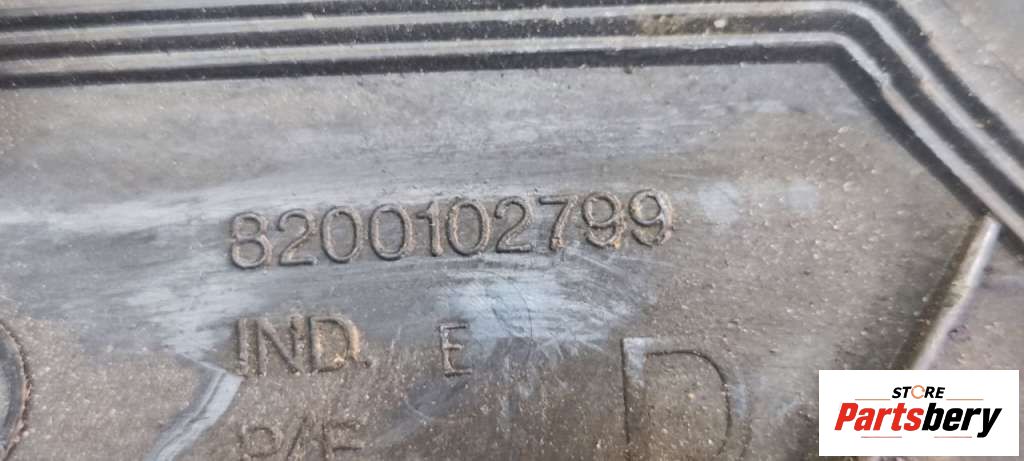 8200102799
IND. E
D
STORE
Partsbery